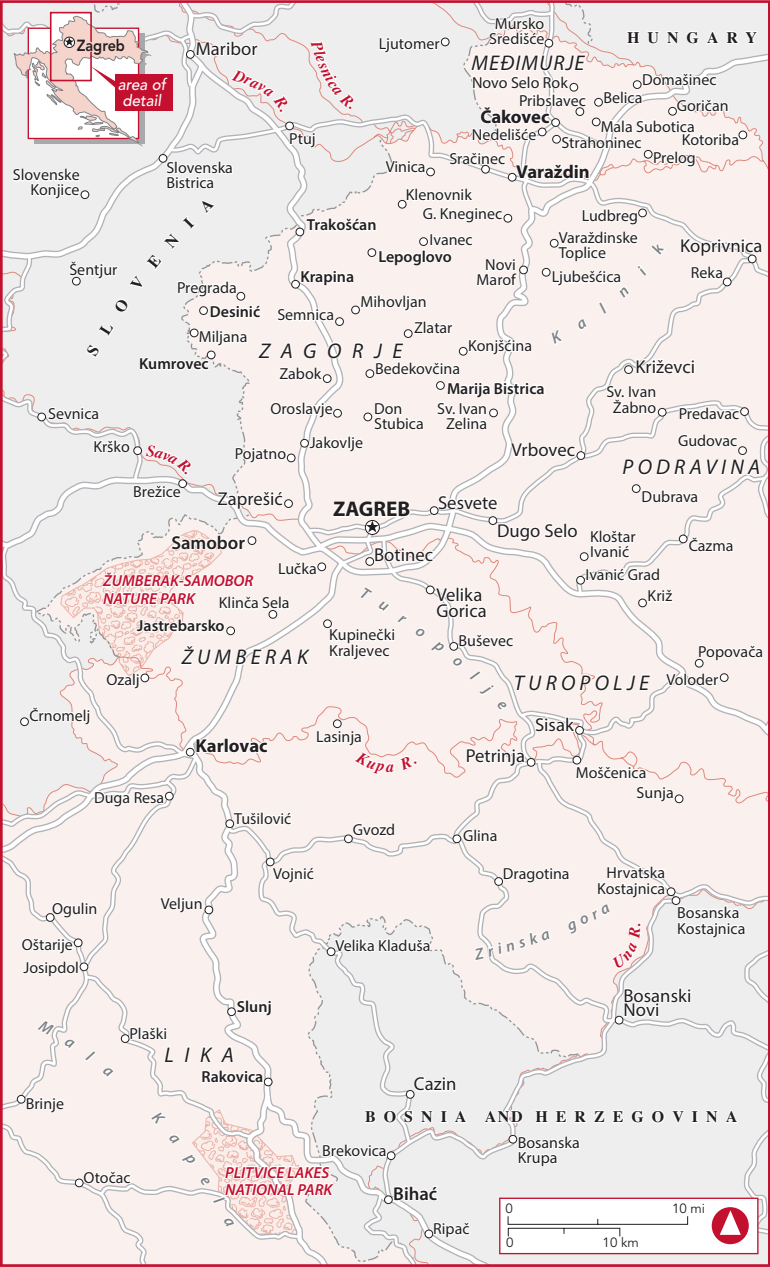 Zagreb
area of
detail
Maribor
Drava R.
Plesnica R.
Ljutomer
Mursko
Središće
HUNGARY
MEĐIMURJE
Novo Selo Rok
Domašinec
Pribslavec
Belica
Goričan
Čakovec
Mala Subotica
Nedelišće
Strahoninec
Kotoriba
Prelog
Ptuj
Slovenska
Bistrica
Slovenske
Konjice
Vinica
Sračinec
Varaždin
Klenovnik
G. Kneginec
Ludbreg
Trakošćan
Ivanec
Lepoglovo
Varaždinske
Toplice
Koprivnica
SLOVENIA
Šentjur
Krapina
Novi
Marof
Ljubešćica
Reka
Kalnik
Pregrada
Desinić
Semnica
Mihovljan
Miljana
Zlatar
Kumrovec
ZAGORJE
Konjšćina
Zabok
Bedekovčina
Križevci
Marija Bistrica
Sv. Ivan
Žabno
Predavac
Oroslavje
Don
Stubica
Sv. Ivan
Zelina
Sevnica
Krško
Sava R.
Jakovlje
Pojatno
Vrbovec
Gudovac
PODRAVINA
Brežice
Zaprešić
Dubrava
ZAGREB
Sesvete
Dugo Selo
Samobor
Botinec
Kloštar
Ivanić
Čazma
Lučka
Ivanić Grad
ŽUMBERAK-SAMOBOR
NATURE PARK
Klinča Sela
Velika
Gorica
Križ
Jastrebarsko
Kupinečki
Kraljevec
Turopolje
Buševec
ŽUMBERAK
Popovača
Ozalj
TUROPOLJE
Voloder
Črnomelj
Lasinja
Sisak
Karlovac
Kupa R.
Petrinja
Moščenica
Duga Resa
Sunja
Tušilović
Gvozd
Glina
Vojnić
Dragotina
Hrvatska
Kostajnica
Ogulin
Veljun
Bosanska
Kostajnica
Oštarije
Velika Kladuša
Zrinska gora
Una R.
Josipdol
Slunj
Bosanski
Novi
Mala Kapela
Plaški
LIKA
Rakovica
Brinje
Cazin
BOSNIA AND HERZEGOVINA
Brekovica
Bosanska
Krupa
Otočac
PLITVICE LAKES
NATIONAL PARK
Bihać
Ripač
0 10 mi
0 10 km